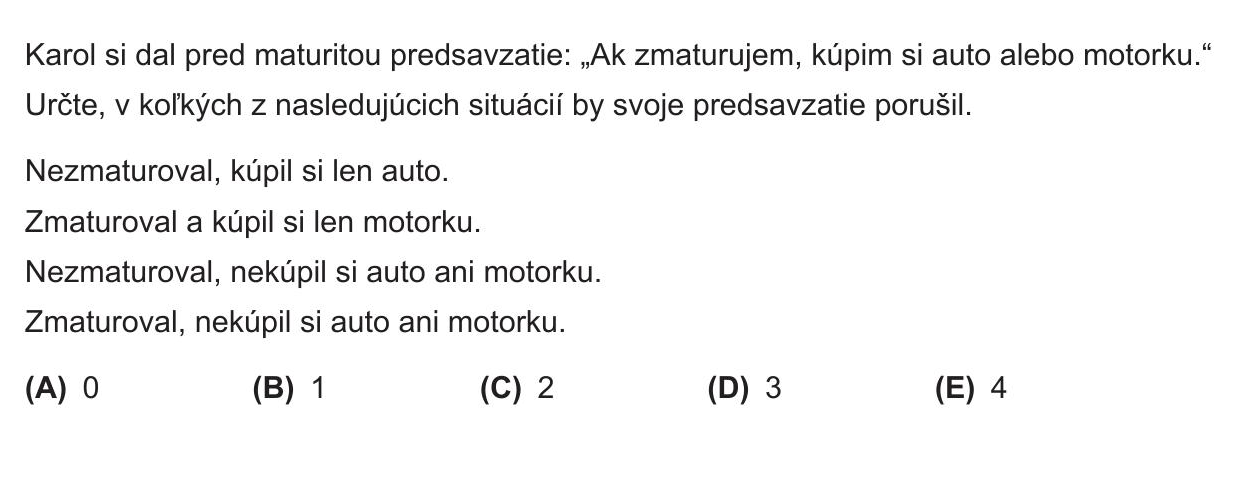 Karol si dal pred maturitou predsavzatie: „Ak zmaturujem, kúpim si auto alebo motorku.“
Určte, v koľkých z nasledujúcich situácií by svoje predsavzatie porušil.
Nezmaturoval, kúpil si len auto.
Zmaturoval a kúpil si len motorku.
Nezmaturoval, nekúpil si auto ani motorku.
Zmaturoval, nekúpil si auto ani motorku.
(A) 0 (B) 1 (C) 2 (D) 3 (E) 4